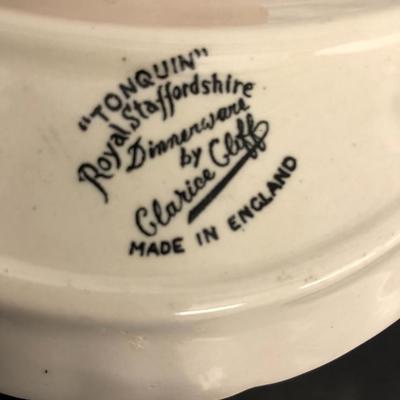 "TONQUIN"
Royal Staffordshire
Dinnerware
by
Clarice Cliff
MADE IN ENGLAND